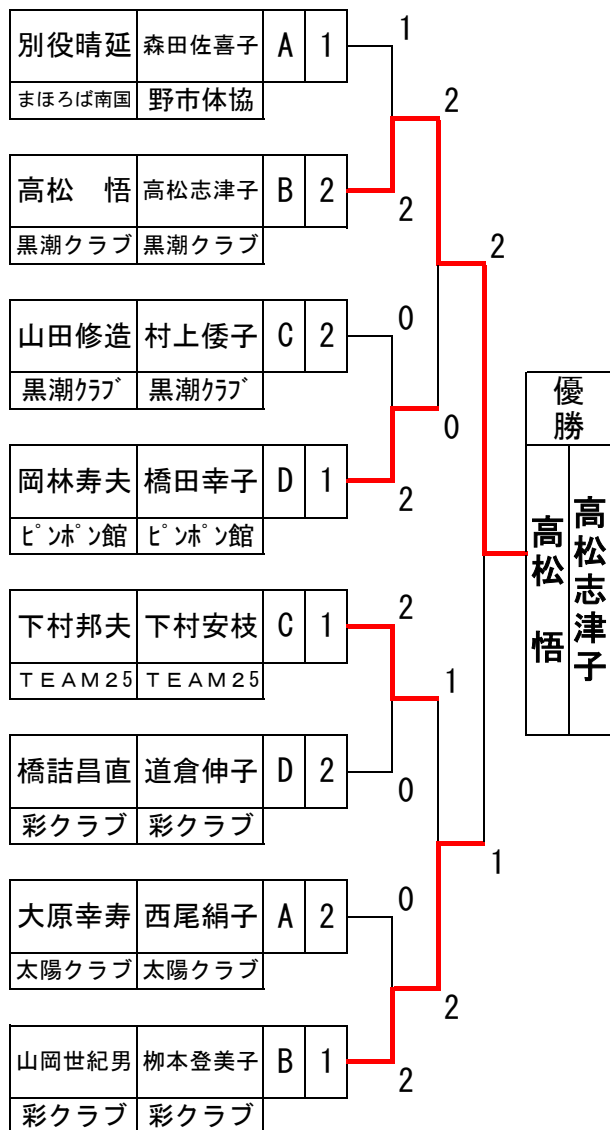 別役晴延 森田佐喜子 A 1
まほろば南国 野市体協
1
2
高松 悟 高松志津子 B 2
黒潮クラブ 黒潮クラブ
2
2
山田修造 村上倭子 C 2
黒潮ｸﾗﾌﾞ 黒潮ｸﾗﾌﾞ
0
0
岡林寿夫 橋田幸子 D 1
ﾋﾟﾝﾎﾟﾝ館 ﾋﾟﾝﾎﾟﾝ館
2
優勝
高松志津子
高松 悟
下村邦夫 下村安枝 C 1
ＴＥＡＭ25 ＴＥＡＭ25
2
1
橋詰昌直 道倉伸子 D 2
彩クラブ 彩クラブ
0
1
大原幸寿 西尾絹子 A 2
太陽クラブ 太陽クラブ
0
2
山岡世紀男 栁本登美子 B 1
彩クラブ 彩クラブ
2